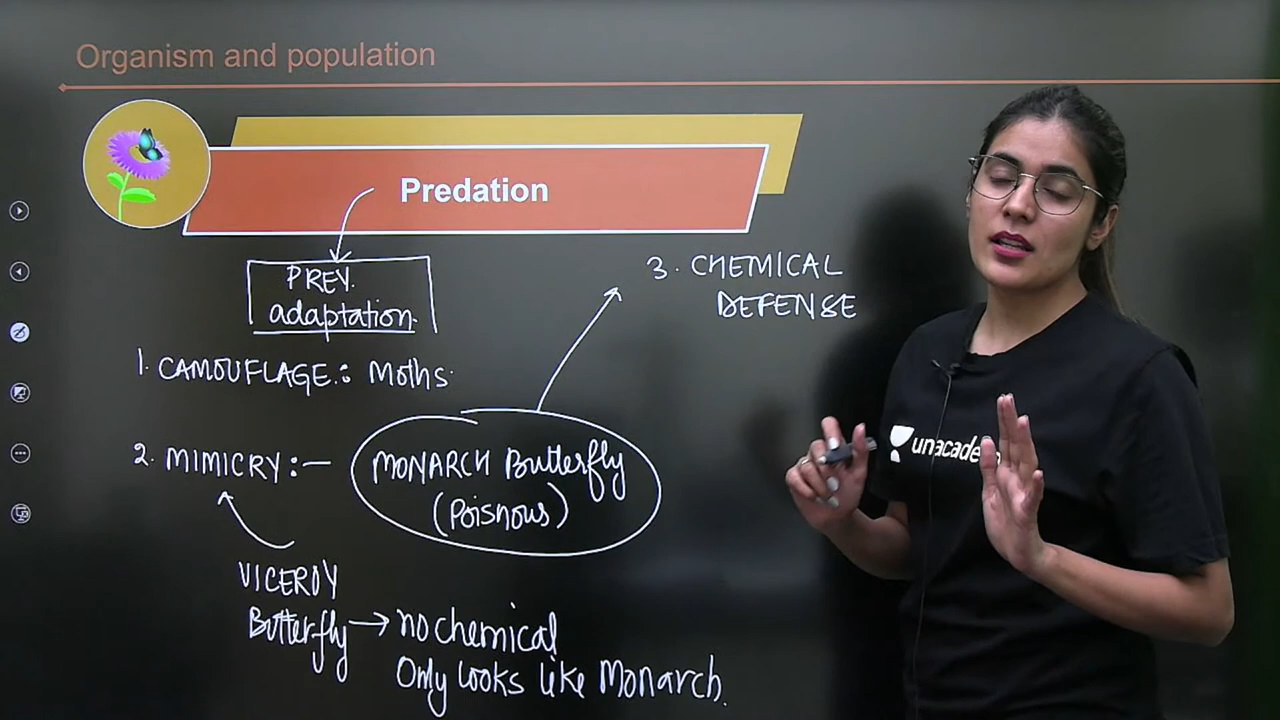 Organism and population
Predation
PREY
adaptation
3. CHEMICAL
DEFENSE
1. CAMOUFLAGE : Moths
2. MIMICRY :— MONARCH Butterfly
(Poisnous)
VICEROY
Butterfly → no chemical
Only looks like Monarch.
unacade